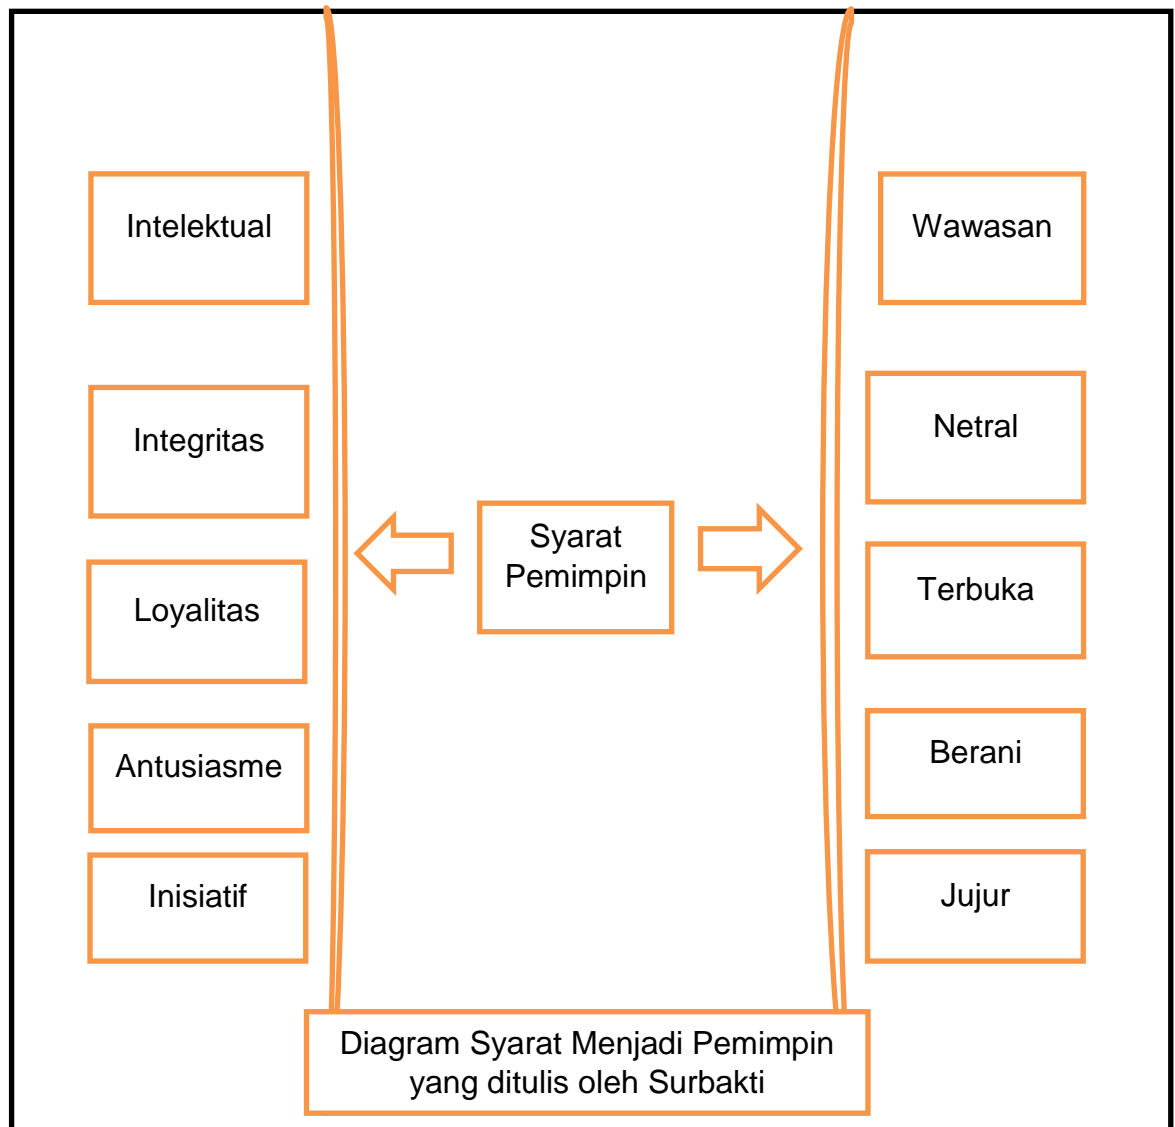 Intelektual
Wawasan
Integritas
Netral
Syarat
Pemimpin
Loyalitas
Terbuka
Antusiasme
Berani
Inisiatif
Jujur
Diagram Syarat Menjadi Pemimpin
yang ditulis oleh Surbakti